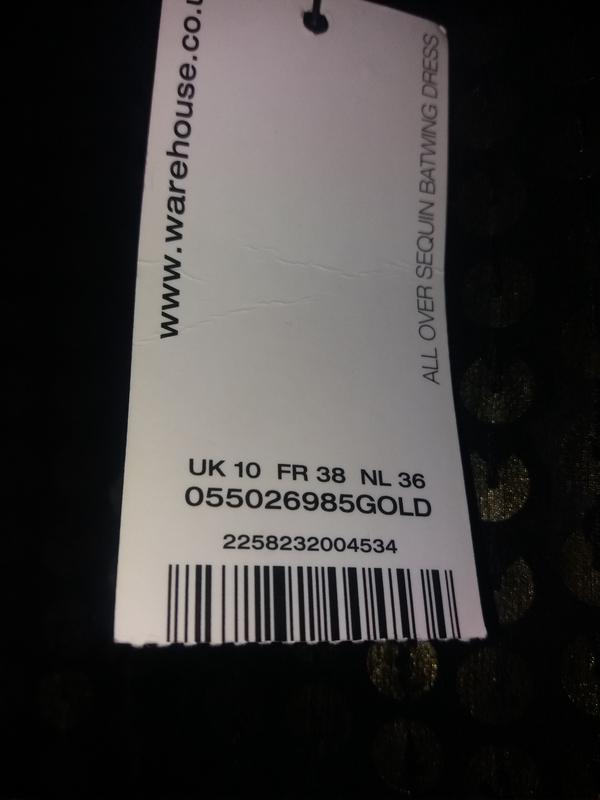 www.warehouse.co.u
ALL OVER SEQUIN BATWING DRESS
UK 10 FR 38 NL 36
055026985GOLD
2258232004534